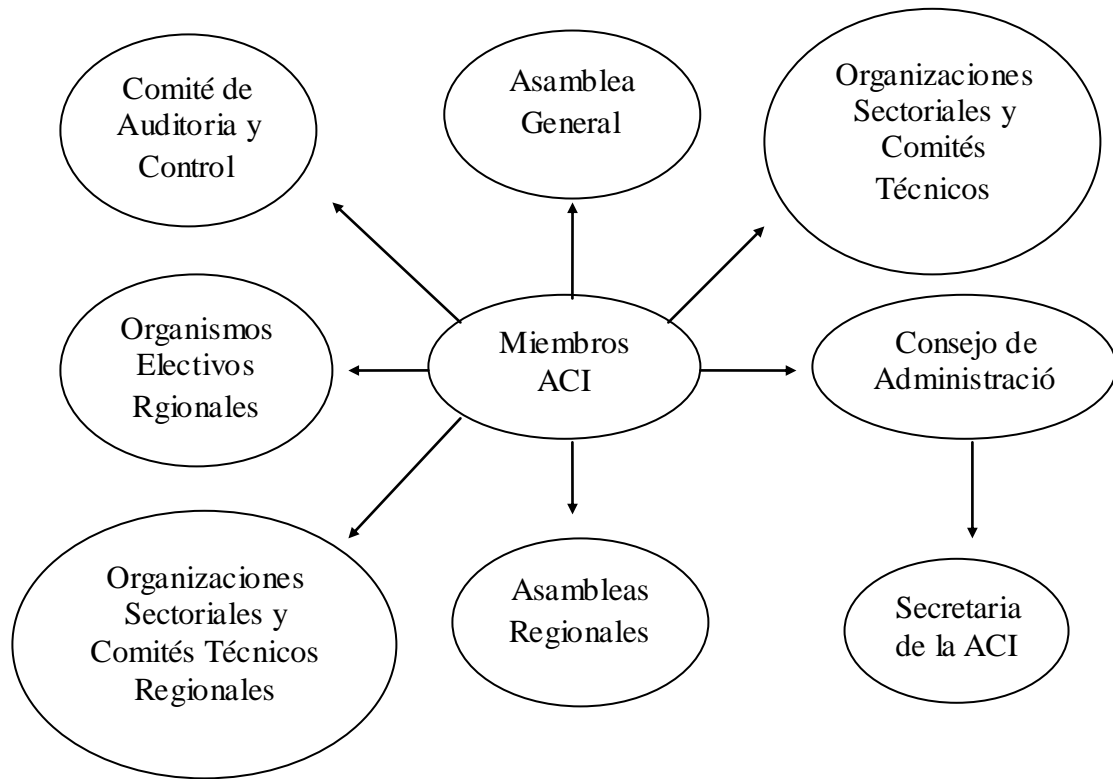 Comité de
Auditoria y
Control
Asamblea
General
Organizaciones
Sectoriales y
Comités
Técnicos
Organismos
Electivos
Rgionales
Miembros
ACI
Consejo de
Administració
Organizaciones
Sectoriales y
Comités Técnicos
Regionales
Asambleas
Regionales
Secretaria
de la ACI